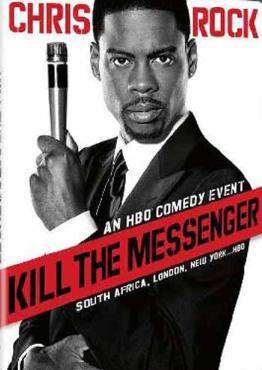 CHRIS ROCK
AN HBO COMEDY EVENT
KILL THE MESSENGER
SOUTH AFRICA, LONDON, NEW YORK...HBO